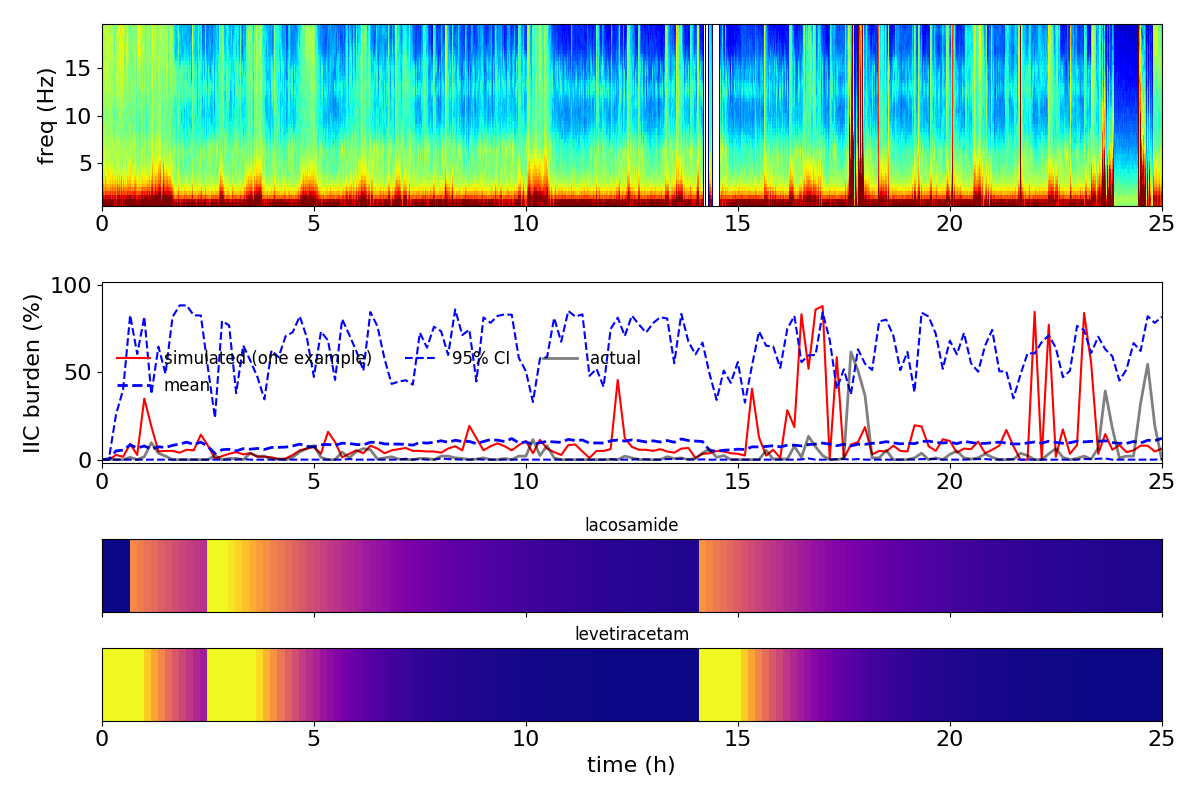 freq (Hz)
15
10
5
0 5 10 15 20 25
IIC burden (%)
100
50
0
simulated (one example) 95% CI actual
mean
0 5 10 15 20 25
lacosamide
levetiracetam
0 5 10 15 20 25
time (h)